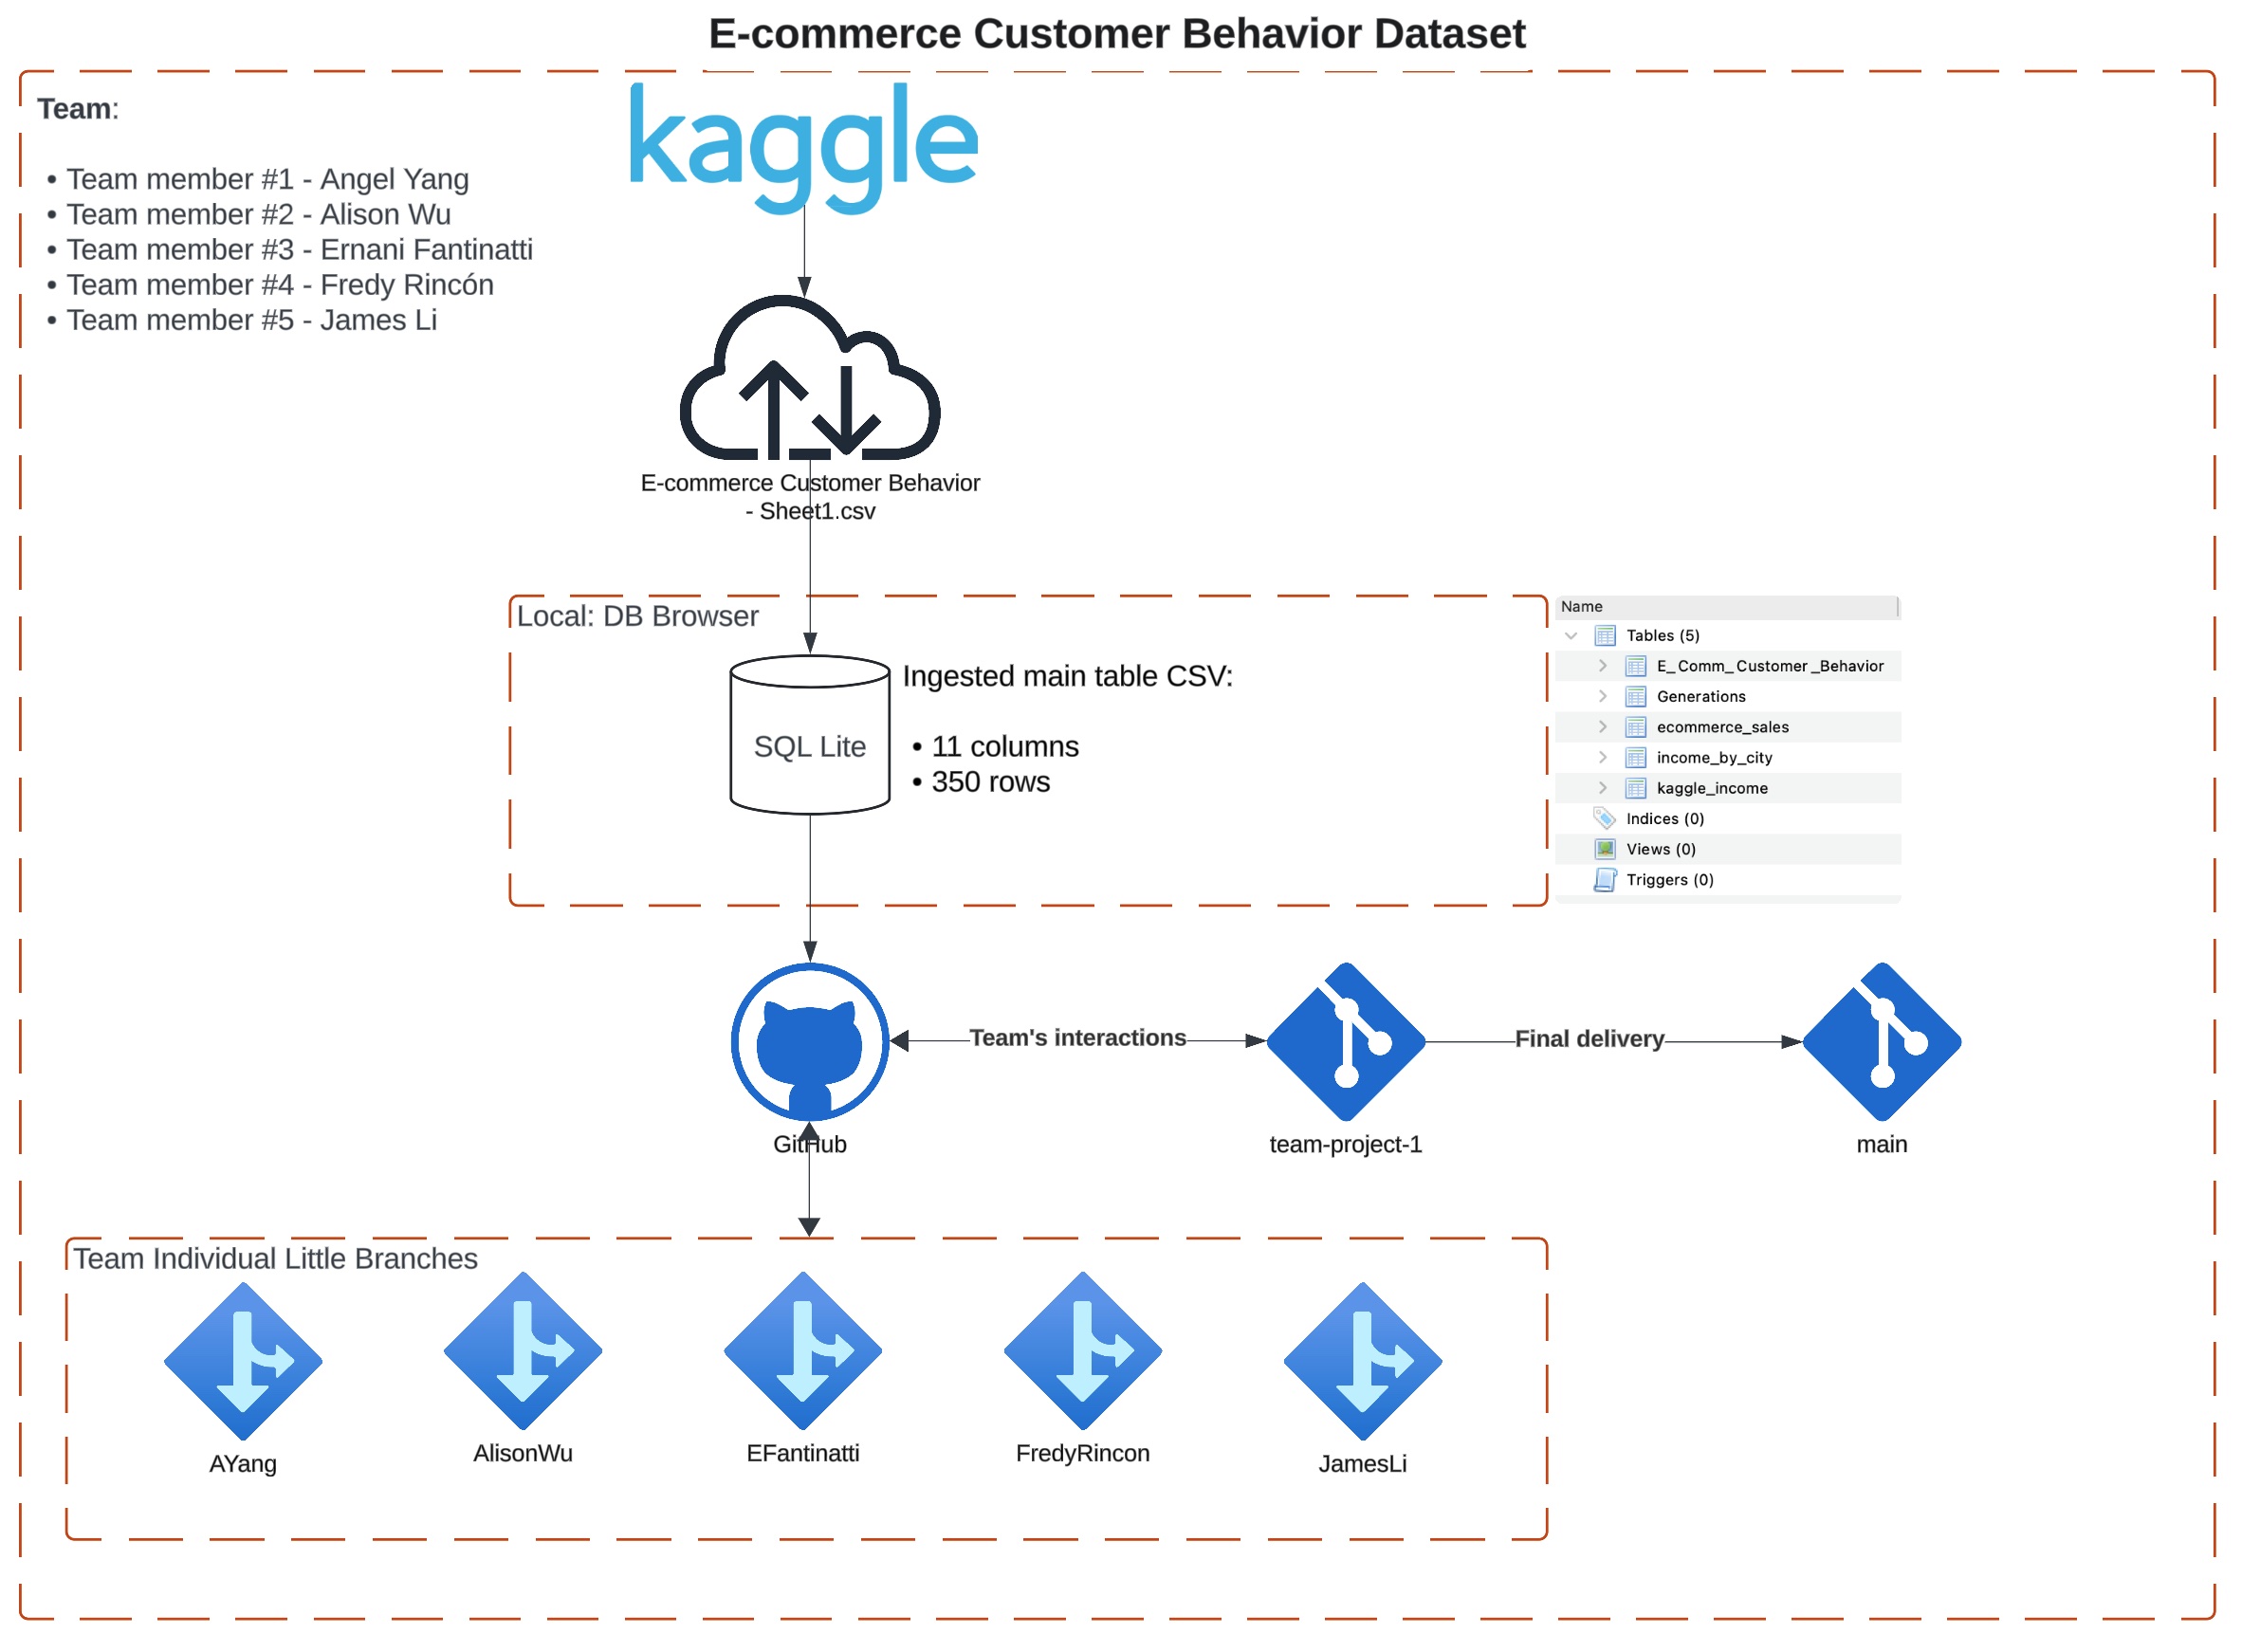 E-commerce Customer Behavior Dataset
Team:
• Team member #1 - Angel Yang
• Team member #2 - Alison Wu
• Team member #3 - Ernani Fantinatti
• Team member #4 - Fredy Rincón
• Team member #5 - James Li
kaggle
E-commerce Customer Behavior
- Sheet1.csv
Local: DB Browser
SQL Lite
Ingested main table CSV:
• 11 columns
• 350 rows
Name
Tables (5)
E_Comm_Customer_Behavior
Generations
ecommerce_sales
income_by_city
kaggle_income
Indices (0)
Views (0)
Triggers (0)
GitHub
Team's interactions
team-project-1
Final delivery
main
Team Individual Little Branches
AYang
AlisonWu
EFantinatti
FredyRincon
JamesLi